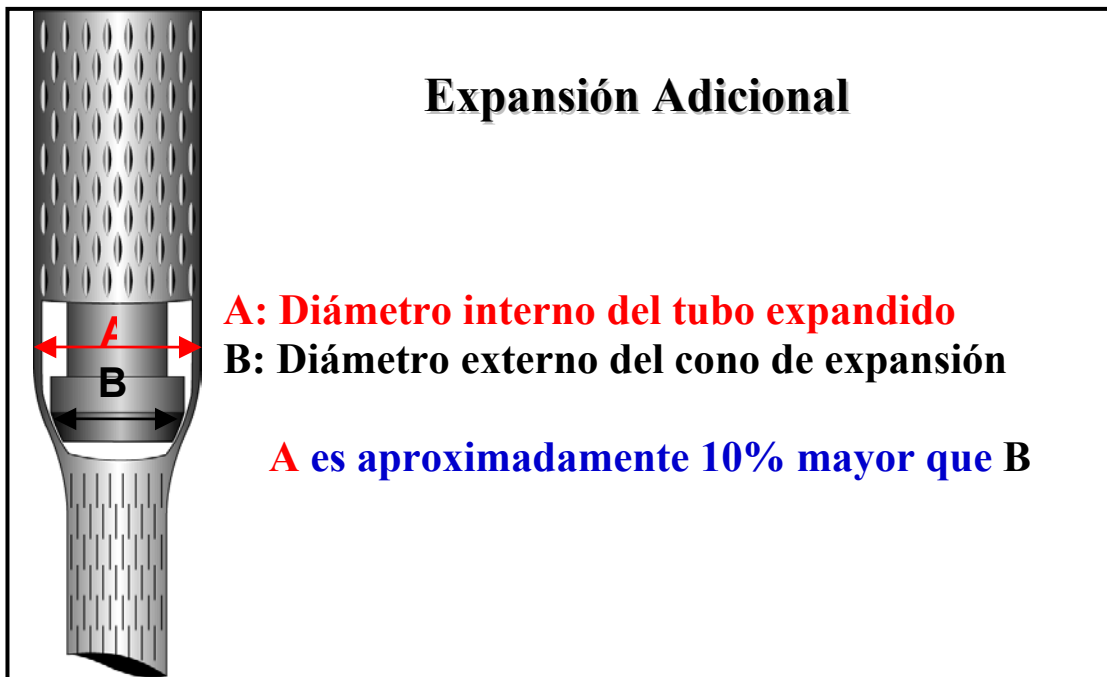 Expansión Adicional
A: Diámetro interno del tubo expandido
A
B: Diámetro externo del cono de expansión
B
A es aproximadamente 10% mayor que B